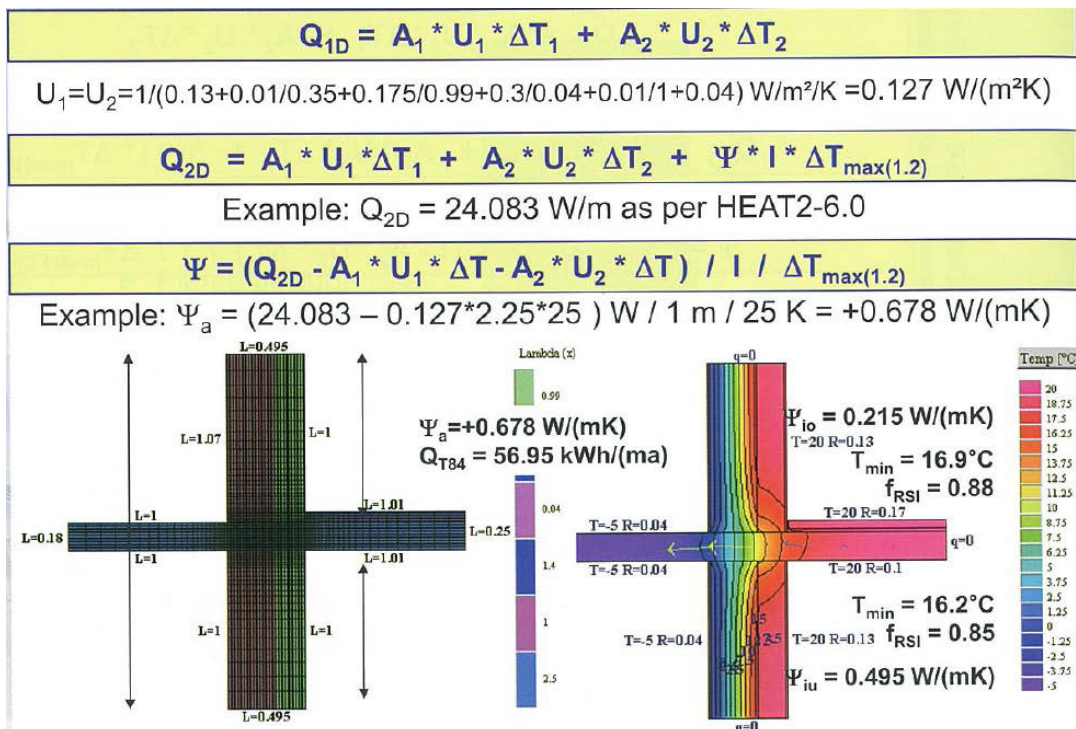 Q1D = A1 * U1 * ΔT1 + A2 * U2 * ΔT2
U1=U2=1/(0.13+0.01/0.35+0.175/0.99+0.3/0.04+0.01/1+0.04) W/m²/K =0.127 W/(m²K)
Q2D = A1 * U1 *ΔT1 + A2 * U2 * ΔT2 + Ψ* l * ΔTmax(1.2)
Example: Q2D = 24.083 W/m as per HEAT2-6.0
Ψ = (Q2D - A1 * U1 * ΔT - A2 * U2 * ΔT ) / l / ΔTmax(1.2)
Example: Ψa = (24.083 – 0.127*2.25*25 ) W / 1 m / 25 K = +0.678 W/(mK)
L=0.495
L=1.07
L=1
L=1
L=1.01
L=0.18
L=0.25
L=1
L=1.01
L=1
L=1
L=0.495
Lambda (x)
0.99
0.04
1.4
1
2.5
Ψa=+0.678 W/(mK)
QT84 = 56.95 kWh/(ma)
q=0
Ψio = 0.215 W/(mK)
T=20 R=0.13
Tmin = 16.9°C
fRSI = 0.88
T=-5 R=0.04
T=20 R=0.17
q=0
T=-5 R=0.04
T=20 R=0.1
Tmin = 16.2°C
T=-5 R=0.04
T=20 R=0.13
fRSI = 0.85
Ψiu = 0.495 W/(mK)
q=0
Temp [°C]
20
18.75
17.5
16.25
15
13.75
12.5
11.25
10
8.75
7.5
6.25
5
3.75
2.5
1.25
0
-1.25
-2.5
-3.75
-5